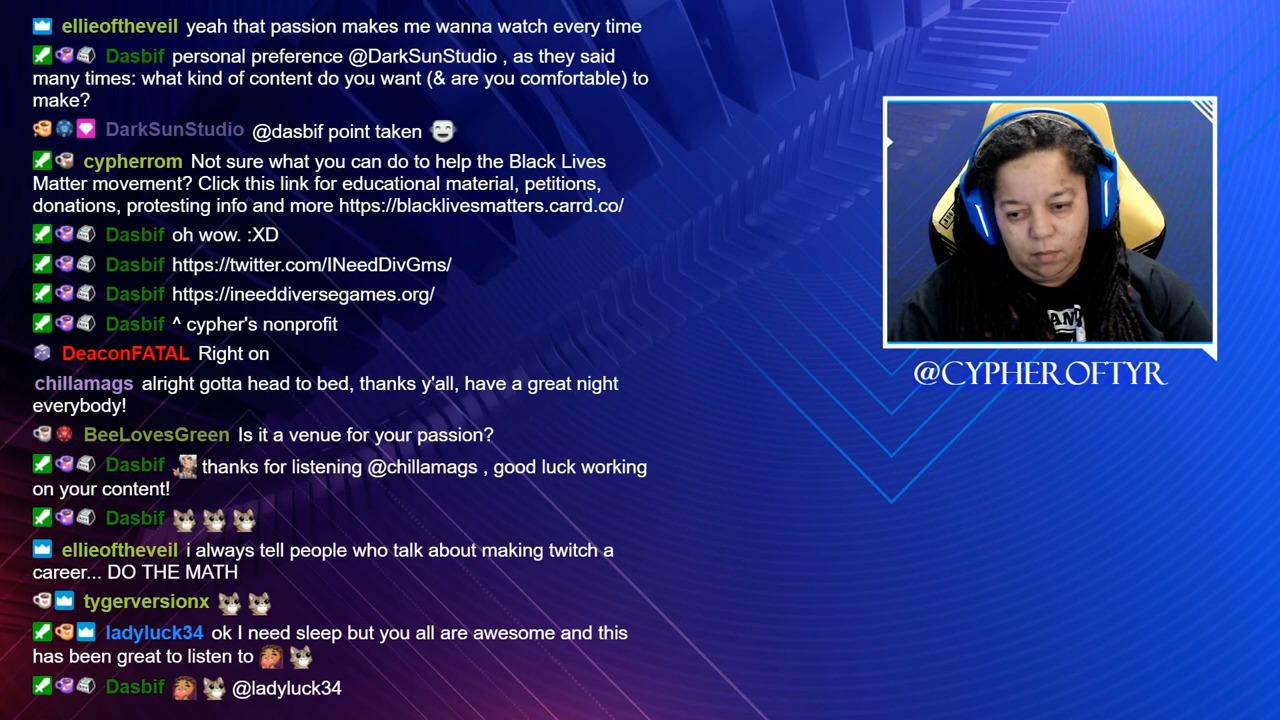 ellieoftheveil yeah that passion makes me wanna watch every time
Dasbif personal preference @DarkSunStudio , as they said
many times: what kind of content do you want (& are you comfortable) to
make?
DarkSunStudio @dasbif point taken
cypherrom Not sure what you can do to help the Black Lives
Matter movement? Click this link for educational material, petitions,
donations, protesting info and more https://blacklivesmatters.carrd.co/
Dasbif oh wow. :XD
Dasbif https://twitter.com/INeedDivGms/
Dasbif https://ineeddiversegames.org/
Dasbif ^ cypher's nonprofit
DeaconFATAL Right on
chillamags alright gotta head to bed, thanks y'all, have a great night
everybody!
BeeLovesGreen Is it a venue for your passion?
Dasbif thanks for listening @chillamags , good luck working
on your content!
Dasbif
ellieoftheveil i always tell people who talk about making twitch a
career... DO THE MATH
tygerversionx
ladyluck34 ok I need sleep but you all are awesome and this
has been great to listen to
Dasbif @ladyluck34
@CYPHEROFTYR